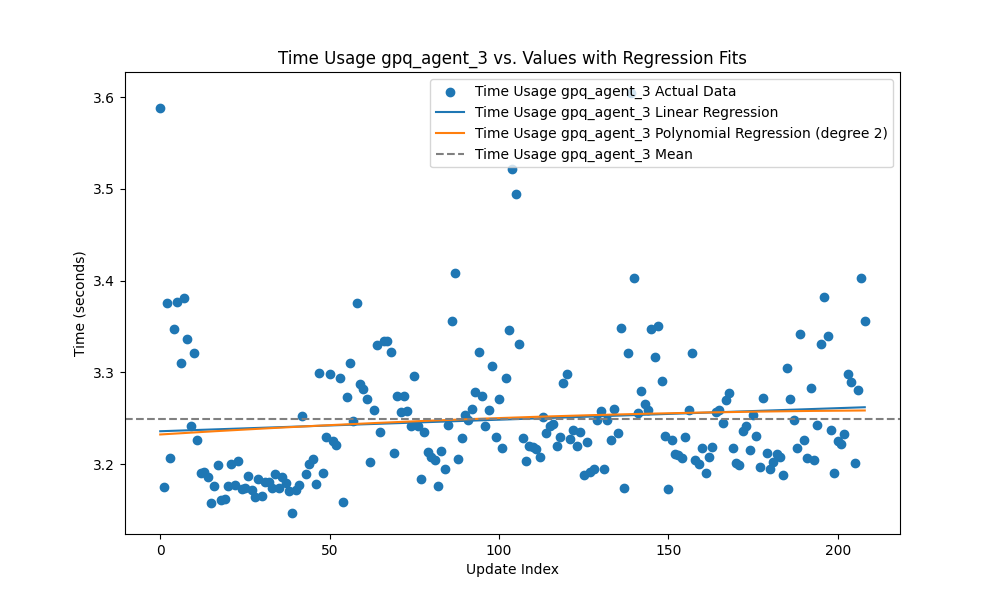 Time Usage gpq_agent_3 vs. Values with Regression Fits
Time Usage gpq_agent_3 Actual Data
Time Usage gpq_agent_3 Linear Regression
Time Usage gpq_agent_3 Polynomial Regression (degree 2)
Time Usage gpq_agent_3 Mean
3.6
3.5
3.4
3.3
3.2
Time (seconds)
0
50
100
150
200
Update Index